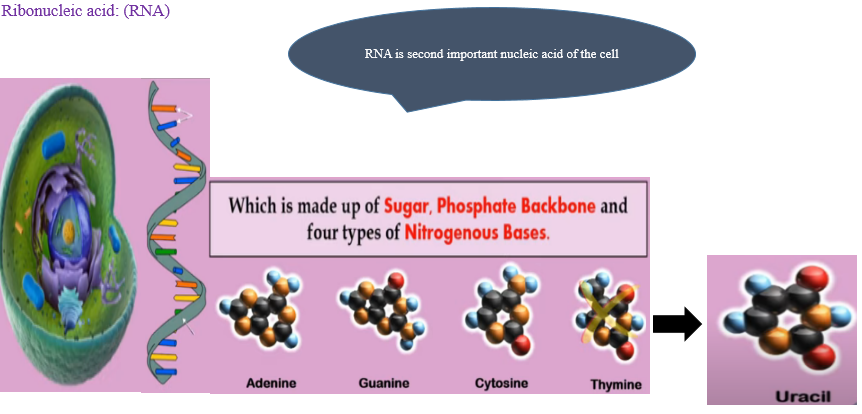 Ribonucleic acid: (RNA)
RNA is second important nucleic acid of the cell
Which is made up of Sugar, Phosphate Backbone and
four types of Nitrogenous Bases.
Adenine
Guanine
Cytosine
Thymine
Uracil